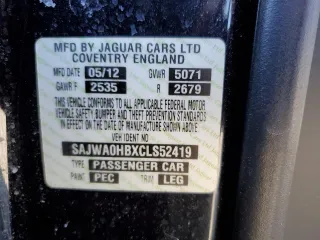 MFD BY JAGUAR CARS LTD
COVENTRY ENGLAND
MFD DATE 05/12 GVWR 5071
GAWR F 2535 R 2679
THIS VEHICLE CONFORMS TO ALL APPLICABLE FEDERAL MOTOR
VEHICLE SAFETY, BUMPER AND THEFT PREVENTION STANDARDS
IN EFFECT ON THE DATE OF MANUFACTURE SHOWN ABOVE
VEH IDENT NO
SAJWA0HBXCLS52419
TYPE PASSENGER CAR
PAINT PEC TRIM LEG